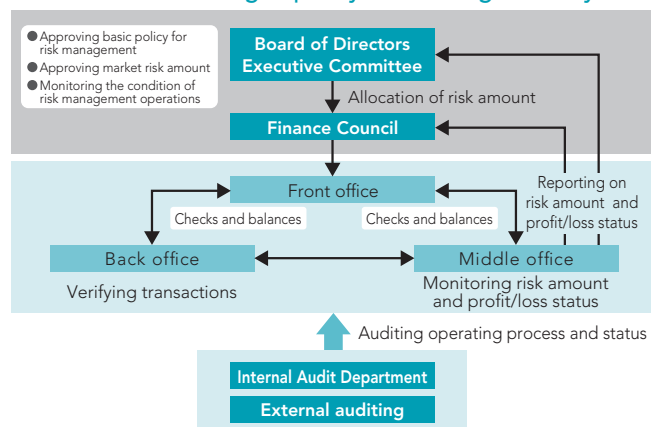 ● Approving basic policy for
risk management
● Approving market risk amount
● Monitoring the condition of
risk management operations
Board of Directors
Executive Committee
Allocation of risk amount
Finance Council
Reporting on
risk amount and
profit/loss status
Front office
Checks and balances
Checks and balances
Back office
Middle office
Verifying transactions
Monitoring risk amount
and profit/loss status
Auditing operating process and status
Internal Audit Department
External auditing